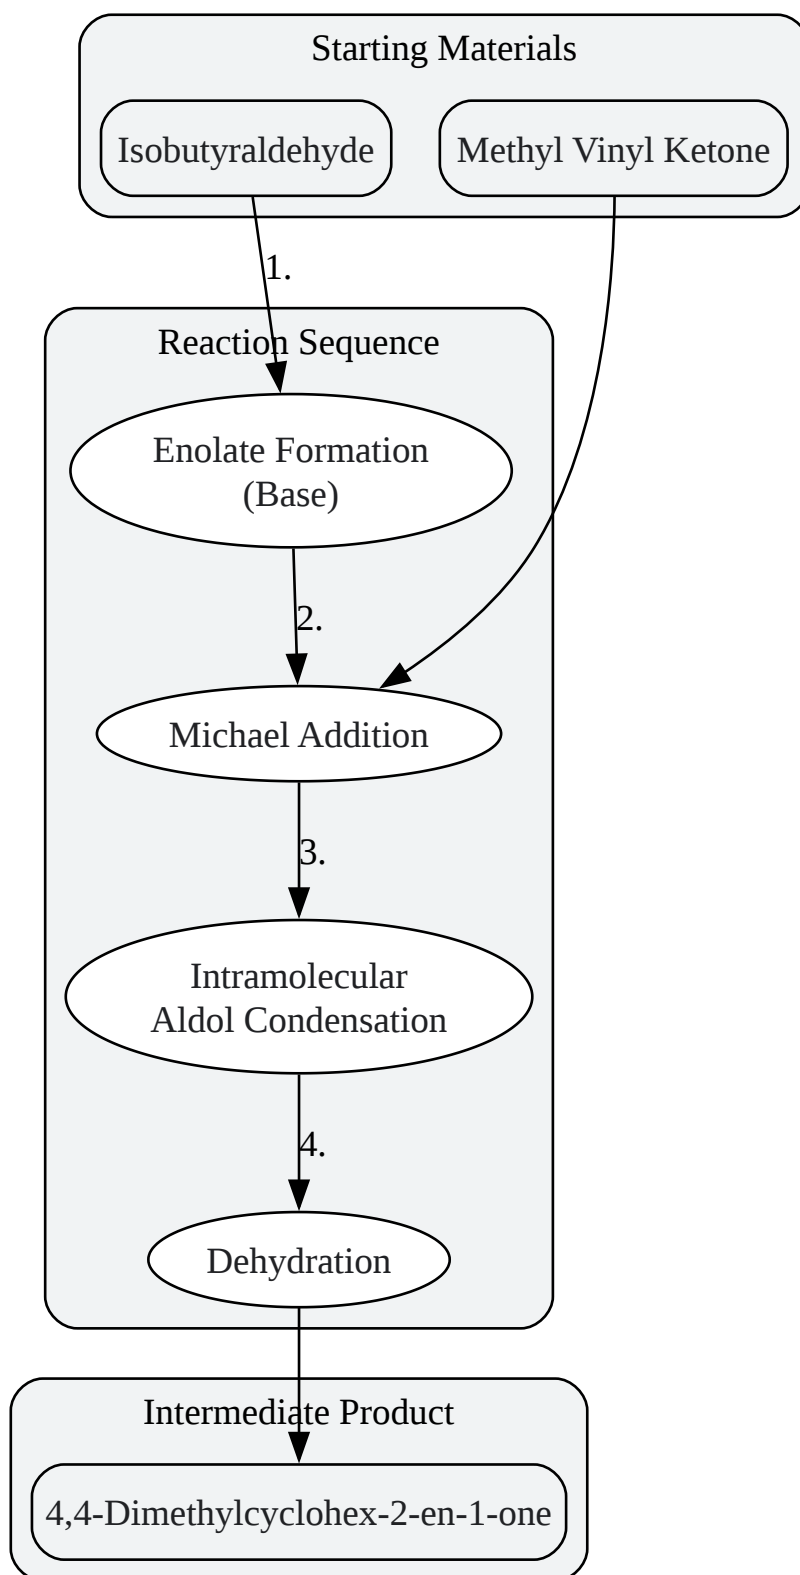 Starting Materials
Isobutyraldehyde
Methyl Vinyl Ketone
1.
Reaction Sequence
Enolate Formation
(Base)
2.
Michael Addition
3.
Intramolecular
Aldol Condensation
4.
Dehydration
Intermediate Product
4,4-Dimethylcyclohex-2-en-1-one